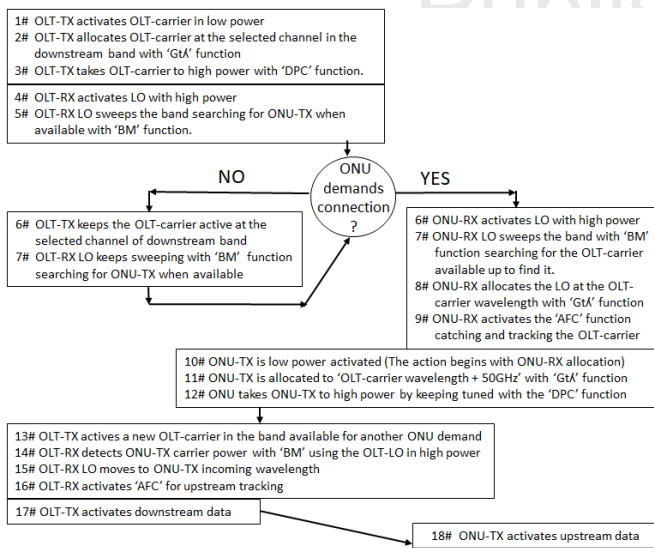 1# OLT-TX activates OLT-carrier in low power
2# OLT-TX allocates OLT-carrier at the selected channel in the
downstream band with ‘Gtʎ’ function
3# OLT-TX takes OLT-carrier to high power with ‘DPC’ function.
4# OLT-RX activates LO with high power
5# OLT-RX LO sweeps the band searching for ONU-TX when
available with ‘BM’ function.
ONU
demands
connection
?
NO
YES
6# OLT-TX keeps the OLT-carrier active at the
selected channel of downstream band
7# OLT-RX LO keeps sweeping with ‘BM’ function
searching for ONU-TX when available
6# ONU-RX activates LO with high power
7# ONU-RX LO sweeps the band with ‘BM’
function searching for the OLT-carrier
available up to find it.
8# ONU-RX allocates the LO at the OLT-
carrier wavelength with ‘Gtʎ’ function
9# ONU-RX activates the ‘AFC’ function
catching and tracking the OLT-carrier
10# ONU-TX is low power activated (The action begins with ONU-RX allocation)
11# ONU-TX is allocated to ‘OLT-carrier wavelength + 50GHz’ with ‘Gtʎ’ function
12# ONU takes ONU-TX to high power by keeping tuned with the ‘DPC’ function
13# OLT-TX actives a new OLT-carrier in the band available for another ONU demand
14# OLT-RX detects ONU-TX carrier power with ‘BM’ using the OLT-LO in high power
15# OLT-RX LO moves to ONU-TX incoming wavelength
16# OLT-RX activates ‘AFC’ for upstream tracking
17# OLT-TX activates downstream data
18# ONU-TX activates upstream data